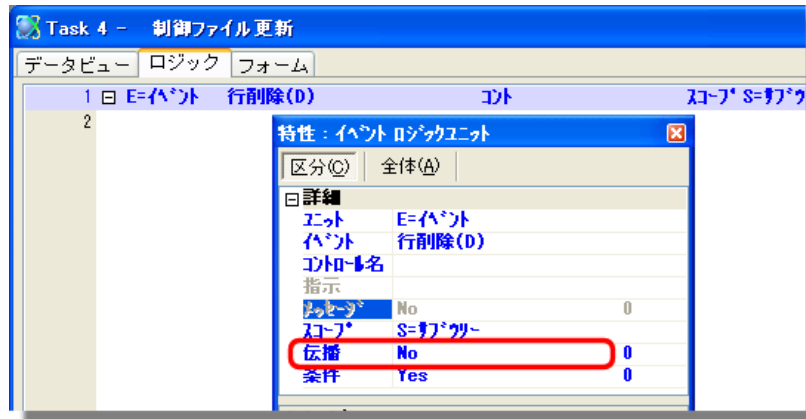 Task 4 - 制御ファイル更新
データビュー ロジック フォーム
1 E=イベント 行削除(D) コント スコープ S=サブツ
2
特性 : イベント ロジックユニット
区分(C) 全体(A)
詳細
ユニット E=イベント
イベント 行削除(D)
コントロール名
指示
メッセージ No 0
スコープ S=サブツリー
伝播 No 0
条件 Yes 0